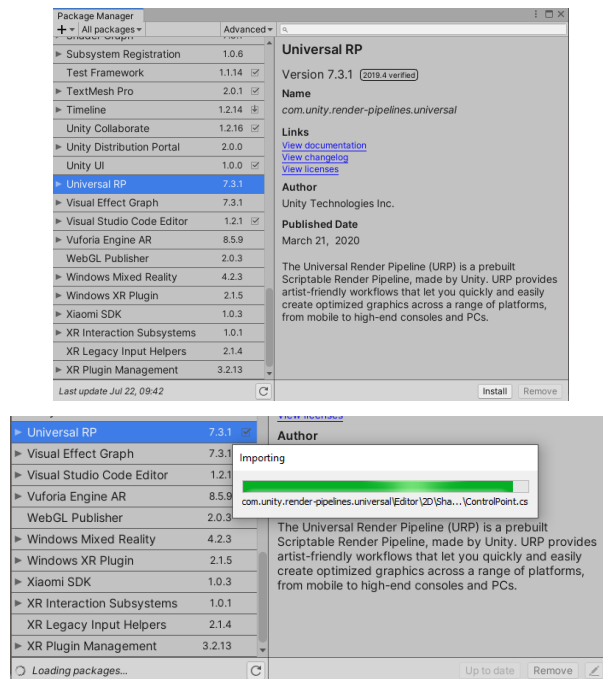 Package Manager
+ All packages Advanced
Shader Graph 7.3.1
Subsystem Registration 1.0.6
Test Framework 1.1.14
TextMesh Pro 2.0.1
Timeline 1.2.14
Unity Collaborate 1.2.16
Unity Distribution Portal 2.0.0
Unity UI 1.0.0
Universal RP 7.3.1
Visual Effect Graph 7.3.1
Visual Studio Code Editor 1.2.1
Vuforia Engine AR 8.5.9
WebGL Publisher 2.0.3
Windows Mixed Reality 4.2.3
Windows XR Plugin 2.1.5
Xiaomi SDK 1.0.3
XR Interaction Subsystems 1.0.1
XR Legacy Input Helpers 2.1.4
XR Plugin Management 3.2.13
Last update Jul 22, 09:42
Universal RP
Version 7.3.1 2019.4 verified
Name
com.unity.render-pipelines.universal
Links
View documentation
View changelog
View licenses
Author
Unity Technologies Inc.
Published Date
March 21, 2020
The Universal Render Pipeline (URP) is a prebuilt
Scriptable Render Pipeline, made by Unity. URP provides
artist-friendly workflows that let you quickly and easily
create optimized graphics across a range of platforms,
from mobile to high-end consoles and PCs.
Install Remove
Universal RP 7.3.1
Visual Effect Graph 7.3.1
Visual Studio Code Editor 1.2.1
Vuforia Engine AR 8.5.9
WebGL Publisher 2.0.3
Windows Mixed Reality 4.2.3
Windows XR Plugin 2.1.5
Xiaomi SDK 1.0.3
XR Interaction Subsystems 1.0.1
XR Legacy Input Helpers 2.1.4
XR Plugin Management 3.2.13
Loading packages...
View licenses
Author
Importing
com.unity.render-pipelines.universal\Editor\2D\Sha...\ControlPoint.cs
The Universal Render Pipeline (URP) is a prebuilt
Scriptable Render Pipeline, made by Unity. URP provides
artist-friendly workflows that let you quickly and easily
create optimized graphics across a range of platforms,
from mobile to high-end consoles and PCs.
Up to date Remove